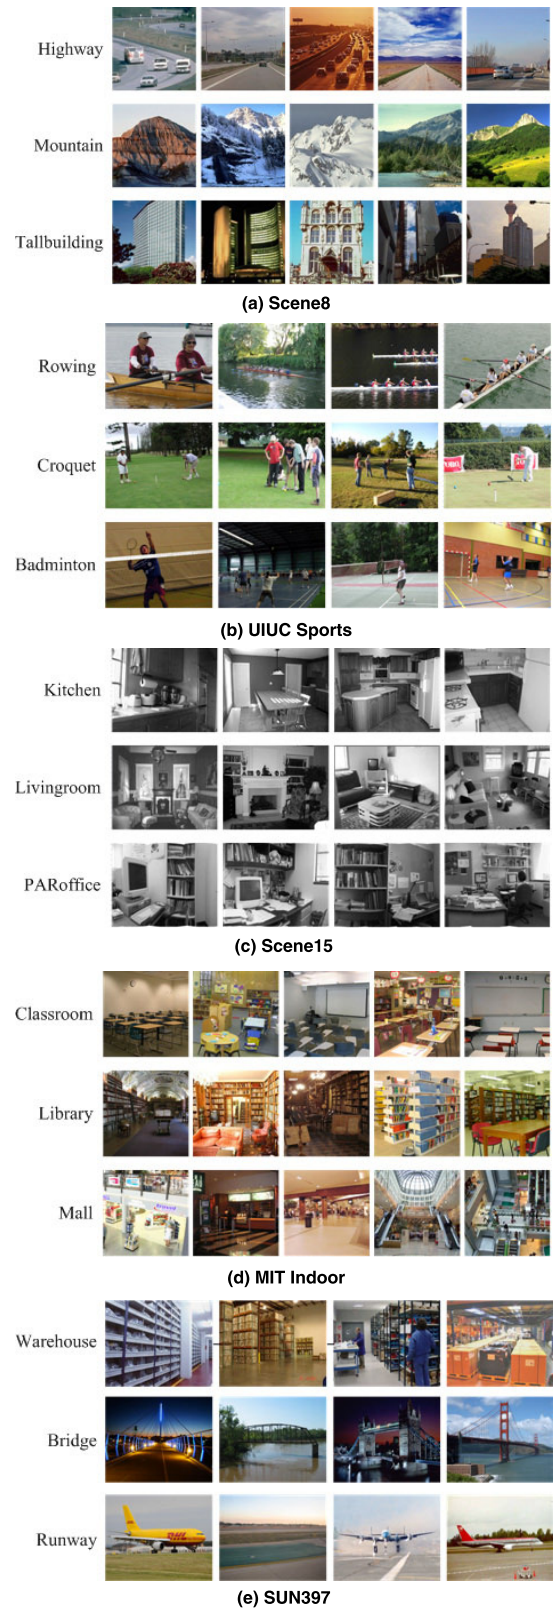 Highway
Mountain
Tallbuilding
(a) Scene8
Rowing
Croquet
Badminton
(b) UIUC Sports
Kitchen
Livingroom
PARoffice
(c) Scene15
Classroom
Library
Mall
(d) MIT Indoor
Warehouse
Bridge
Runway
DHL
(e) SUN397